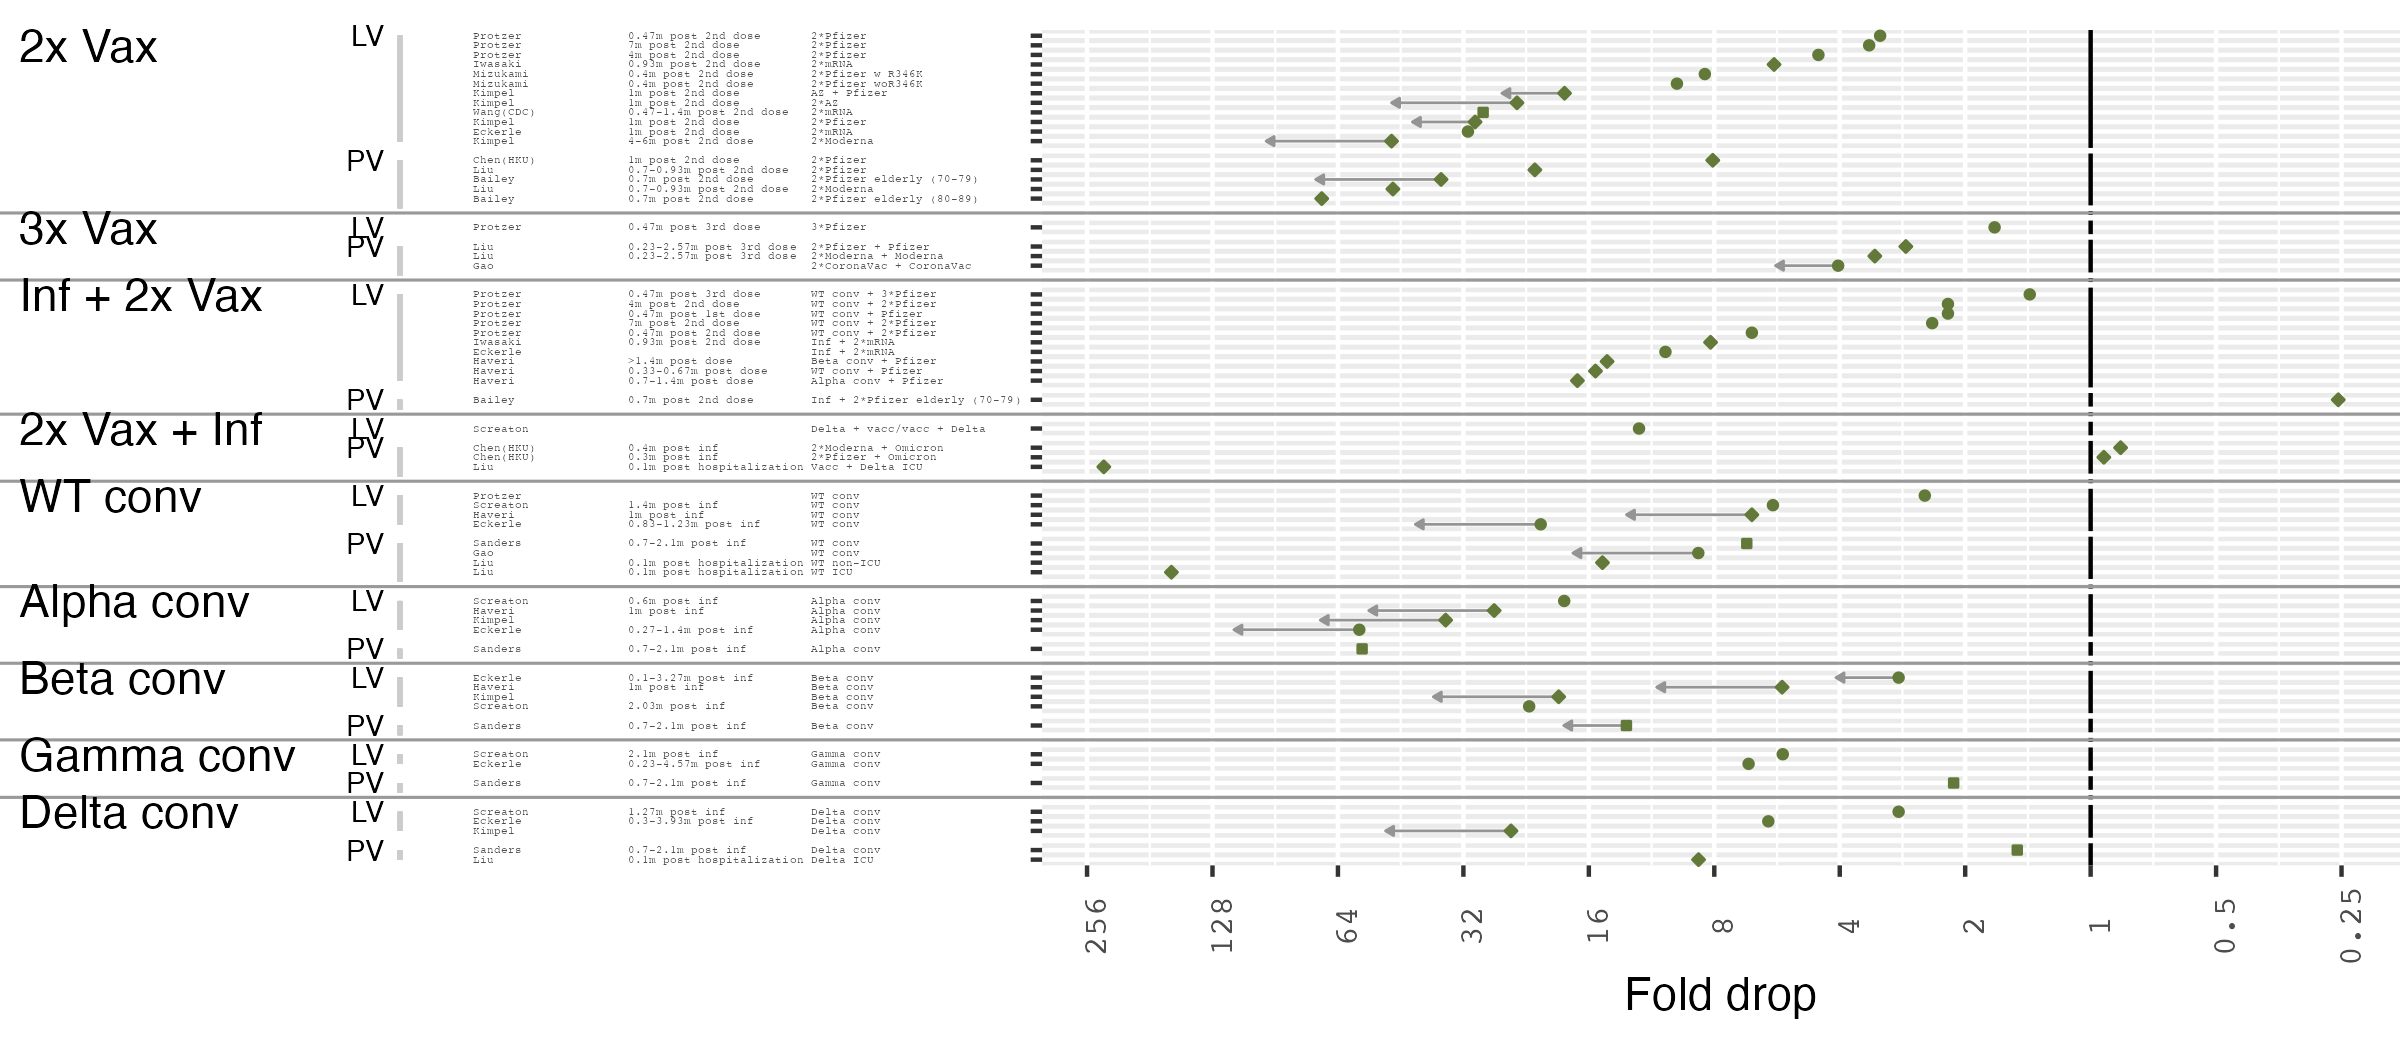 2x Vax
LV
Protzer 0.47m post 2nd dose 2*Pfizer
Protzer 7m post 2nd dose 2*Pfizer
Protzer 4m post 2nd dose 2*Pfizer
Iwasaki 0.93m post 2nd dose 2*mRNA
Mizukami 0.4m post 2nd dose 2*Pfizer w R346K
Mizukami 0.4m post 2nd dose 2*Pfizer woR346K
Kimpel 1m post 2nd dose AZ + Pfizer
Kimpel 1m post 2nd dose 2*AZ
Wang(CDC) 0.47-1.4m post 2nd dose 2*mRNA
Kimpel 1m post 2nd dose 2*Pfizer
Eckerle 1m post 2nd dose 2*mRNA
Kimpel 4-6m post 2nd dose 2*Moderna
PV
Chen(HKU) 1m post 2nd dose 2*Pfizer
Liu 0.7-0.93m post 2nd dose 2*Pfizer
Bailey 0.7m post 2nd dose 2*Pfizer elderly (70-79)
Liu 0.7-0.93m post 2nd dose 2*Moderna
Bailey 0.7m post 2nd dose 2*Pfizer elderly (80-89)
3x Vax
LV
Protzer 0.47m post 3rd dose 3*Pfizer
PV
Liu 0.23-2.57m post 3rd dose 2*Pfizer + Pfizer
Liu 0.23-2.57m post 3rd dose 2*Moderna + Moderna
Gao 2*CoronaVac + CoronaVac
Inf + 2x Vax
LV
Protzer 0.47m post 3rd dose WT conv + 3*Pfizer
Protzer 4m post 2nd dose WT conv + 2*Pfizer
Protzer 0.47m post 1st dose WT conv + Pfizer
Protzer 7m post 2nd dose WT conv + 2*Pfizer
Protzer 0.47m post 2nd dose WT conv + 2*Pfizer
Iwasaki 0.93m post 2nd dose Inf + 2*mRNA
Eckerle Inf + 2*mRNA
Haveri >1.4m post dose Beta conv + Pfizer
Haveri 0.33-0.67m post dose WT conv + Pfizer
Haveri 0.7-1.4m post dose Alpha conv + Pfizer
PV
Bailey 0.7m post 2nd dose Inf + 2*Pfizer elderly (70-79)
2x Vax + Inf
LV
Screaton Delta + vacc/vacc + Delta
PV
Chen(HKU) 0.4m post inf 2*Moderna + Omicron
Chen(HKU) 0.3m post inf 2*Pfizer + Omicron
Liu 0.1m post hospitalization Vacc + Delta ICU
WT conv
LV
Protzer WT conv
Screaton 1.4m post inf WT conv
Haveri 1m post inf WT conv
Eckerle 0.83-1.23m post inf WT conv
PV
Sanders 0.7-2.1m post inf WT conv
Gao WT conv
Liu 0.1m post hospitalization WT non-ICU
Liu 0.1m post hospitalization WT ICU
Alpha conv
LV
Screaton 0.6m post inf Alpha conv
Haveri 1m post inf Alpha conv
Kimpel Alpha conv
Eckerle 0.27-1.4m post inf Alpha conv
PV
Sanders 0.7-2.1m post inf Alpha conv
Beta conv
LV
Eckerle 0.1-3.27m post inf Beta conv
Haveri 1m post inf Beta conv
Kimpel Beta conv
Screaton 2.03m post inf Beta conv
PV
Sanders 0.7-2.1m post inf Beta conv
Gamma conv
LV
Screaton 2.1m post inf Gamma conv
Eckerle 0.23-4.57m post inf Gamma conv
PV
Sanders 0.7-2.1m post inf Gamma conv
Delta conv
LV
Screaton 1.27m post inf Delta conv
Eckerle 0.3-3.93m post inf Delta conv
Kimpel Delta conv
PV
Sanders 0.7-2.1m post inf Delta conv
Liu 0.1m post hospitalization Delta ICU
256 128 64 32 16 8 4 2 1 0.5 0.25
Fold drop